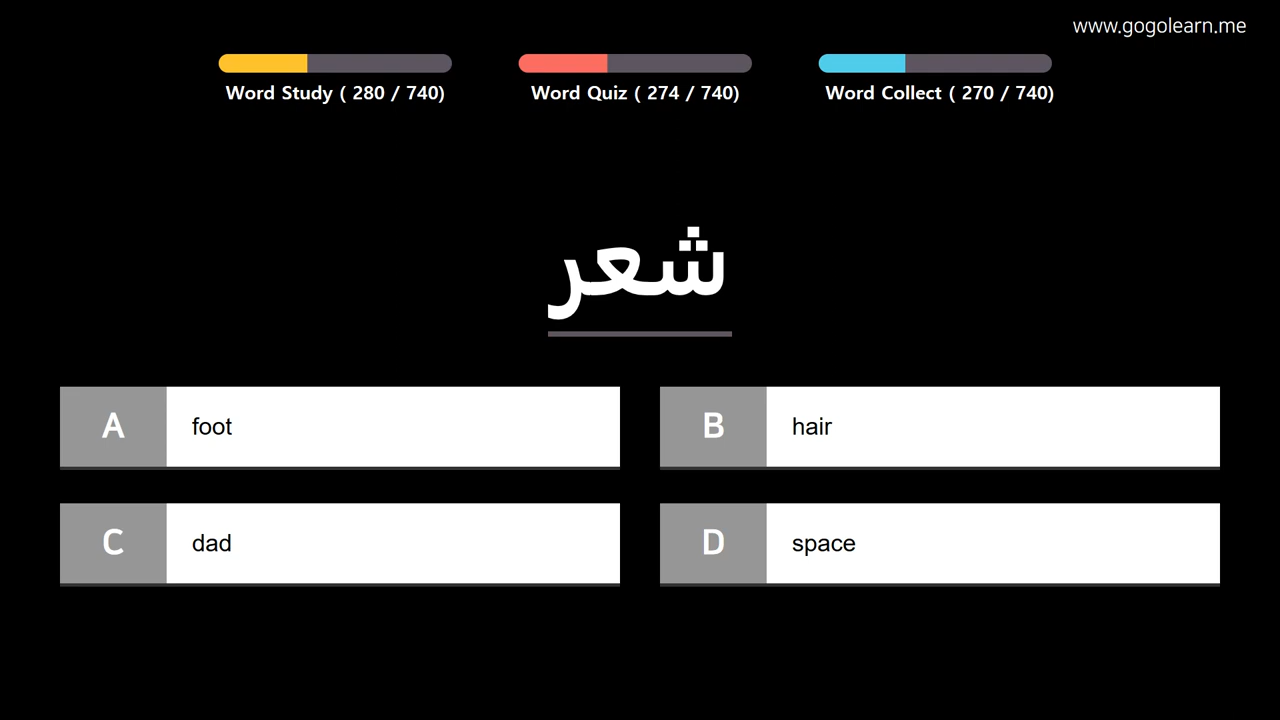 www.gogolearn.me
Word Study ( 280 / 740)
Word Quiz ( 274 / 740)
Word Collect ( 270 / 740)
شعر
A foot
B hair
C dad
D space